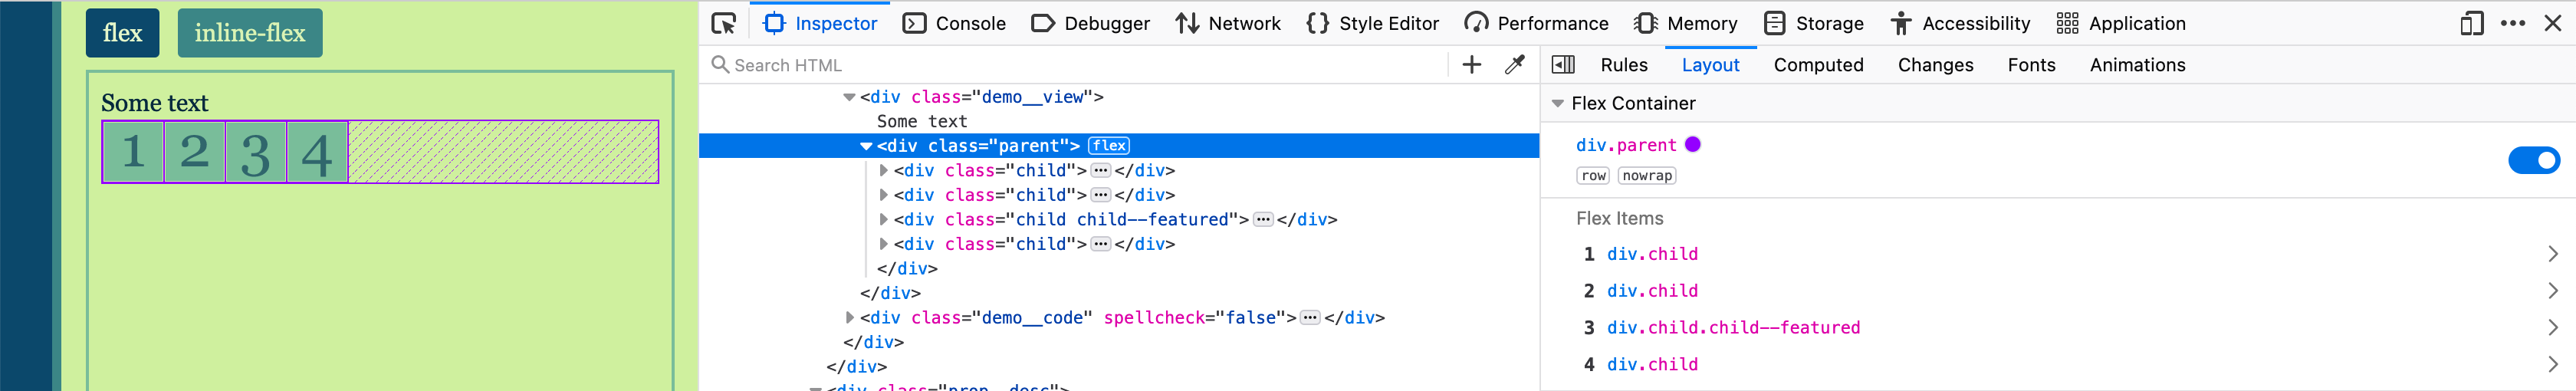 flex inline-flex
Some text
1 2 3 4
Inspector Console Debugger Network Style Editor Performance Memory Storage Accessibility Application
Search HTML
<div class="demo__view">
Some text
<div class="parent"> flex
<div class="child"> ... </div>
<div class="child"> ... </div>
<div class="child child--featured"> ... </div>
<div class="child"> ... </div>
</div>
</div>
<div class="demo__code" spellcheck="false"> ... </div>
</div>
</div>
<div class="prop__desc">
Rules Layout Computed Changes Fonts Animations
Flex Container
div.parent
row nowrap
Flex Items
1 div.child
2 div.child
3 div.child.child--featured
4 div.child